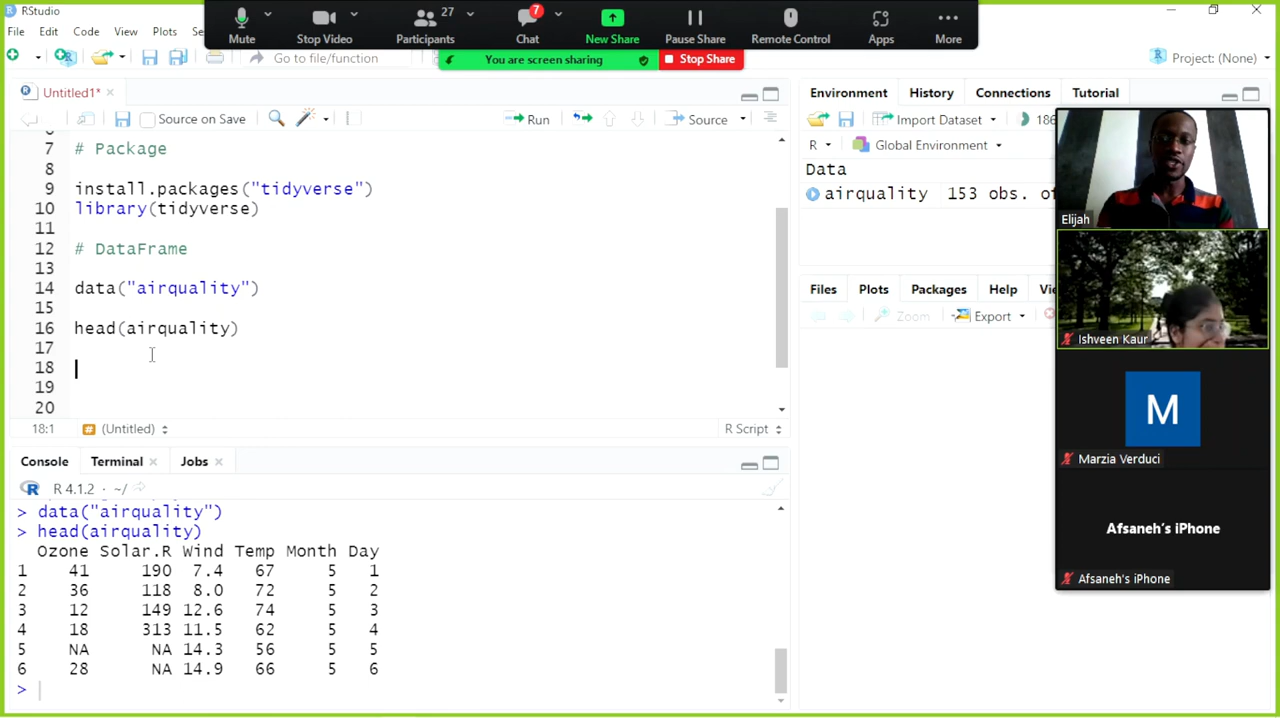 RStudio
File Edit Code View Plots Se
Mute Stop Video Participants 27 Chat 7 New Share Pause Share Remote Control Apps More
You are screen sharing Stop Share
Go to file/function
Project: (None)
Untitled1*
Source on Save Run Source
7 # Package
8
9 install.packages("tidyverse")
10 library(tidyverse)
11
12 # DataFrame
13
14 data("airquality")
15
16 head(airquality)
17
18
19
20
18:1 # (Untitled) R Script
Console Terminal Jobs
R R 4.1.2 · ~/
> data("airquality")
> head(airquality)
Ozone Solar.R Wind Temp Month Day
1 41 190 7.4 67 5 1
2 36 118 8.0 72 5 2
3 12 149 12.6 74 5 3
4 18 313 11.5 62 5 4
5 NA NA 14.3 56 5 5
6 28 NA 14.9 66 5 6
>
Environment History Connections Tutorial
Import Dataset 186
R Global Environment
Data
airquality 153 obs. of
Files Plots Packages Help Vi
Zoom Export
Elijah
Ishveen Kaur
M
Marzia Verduci
Afsaneh's iPhone
Afsaneh's iPhone